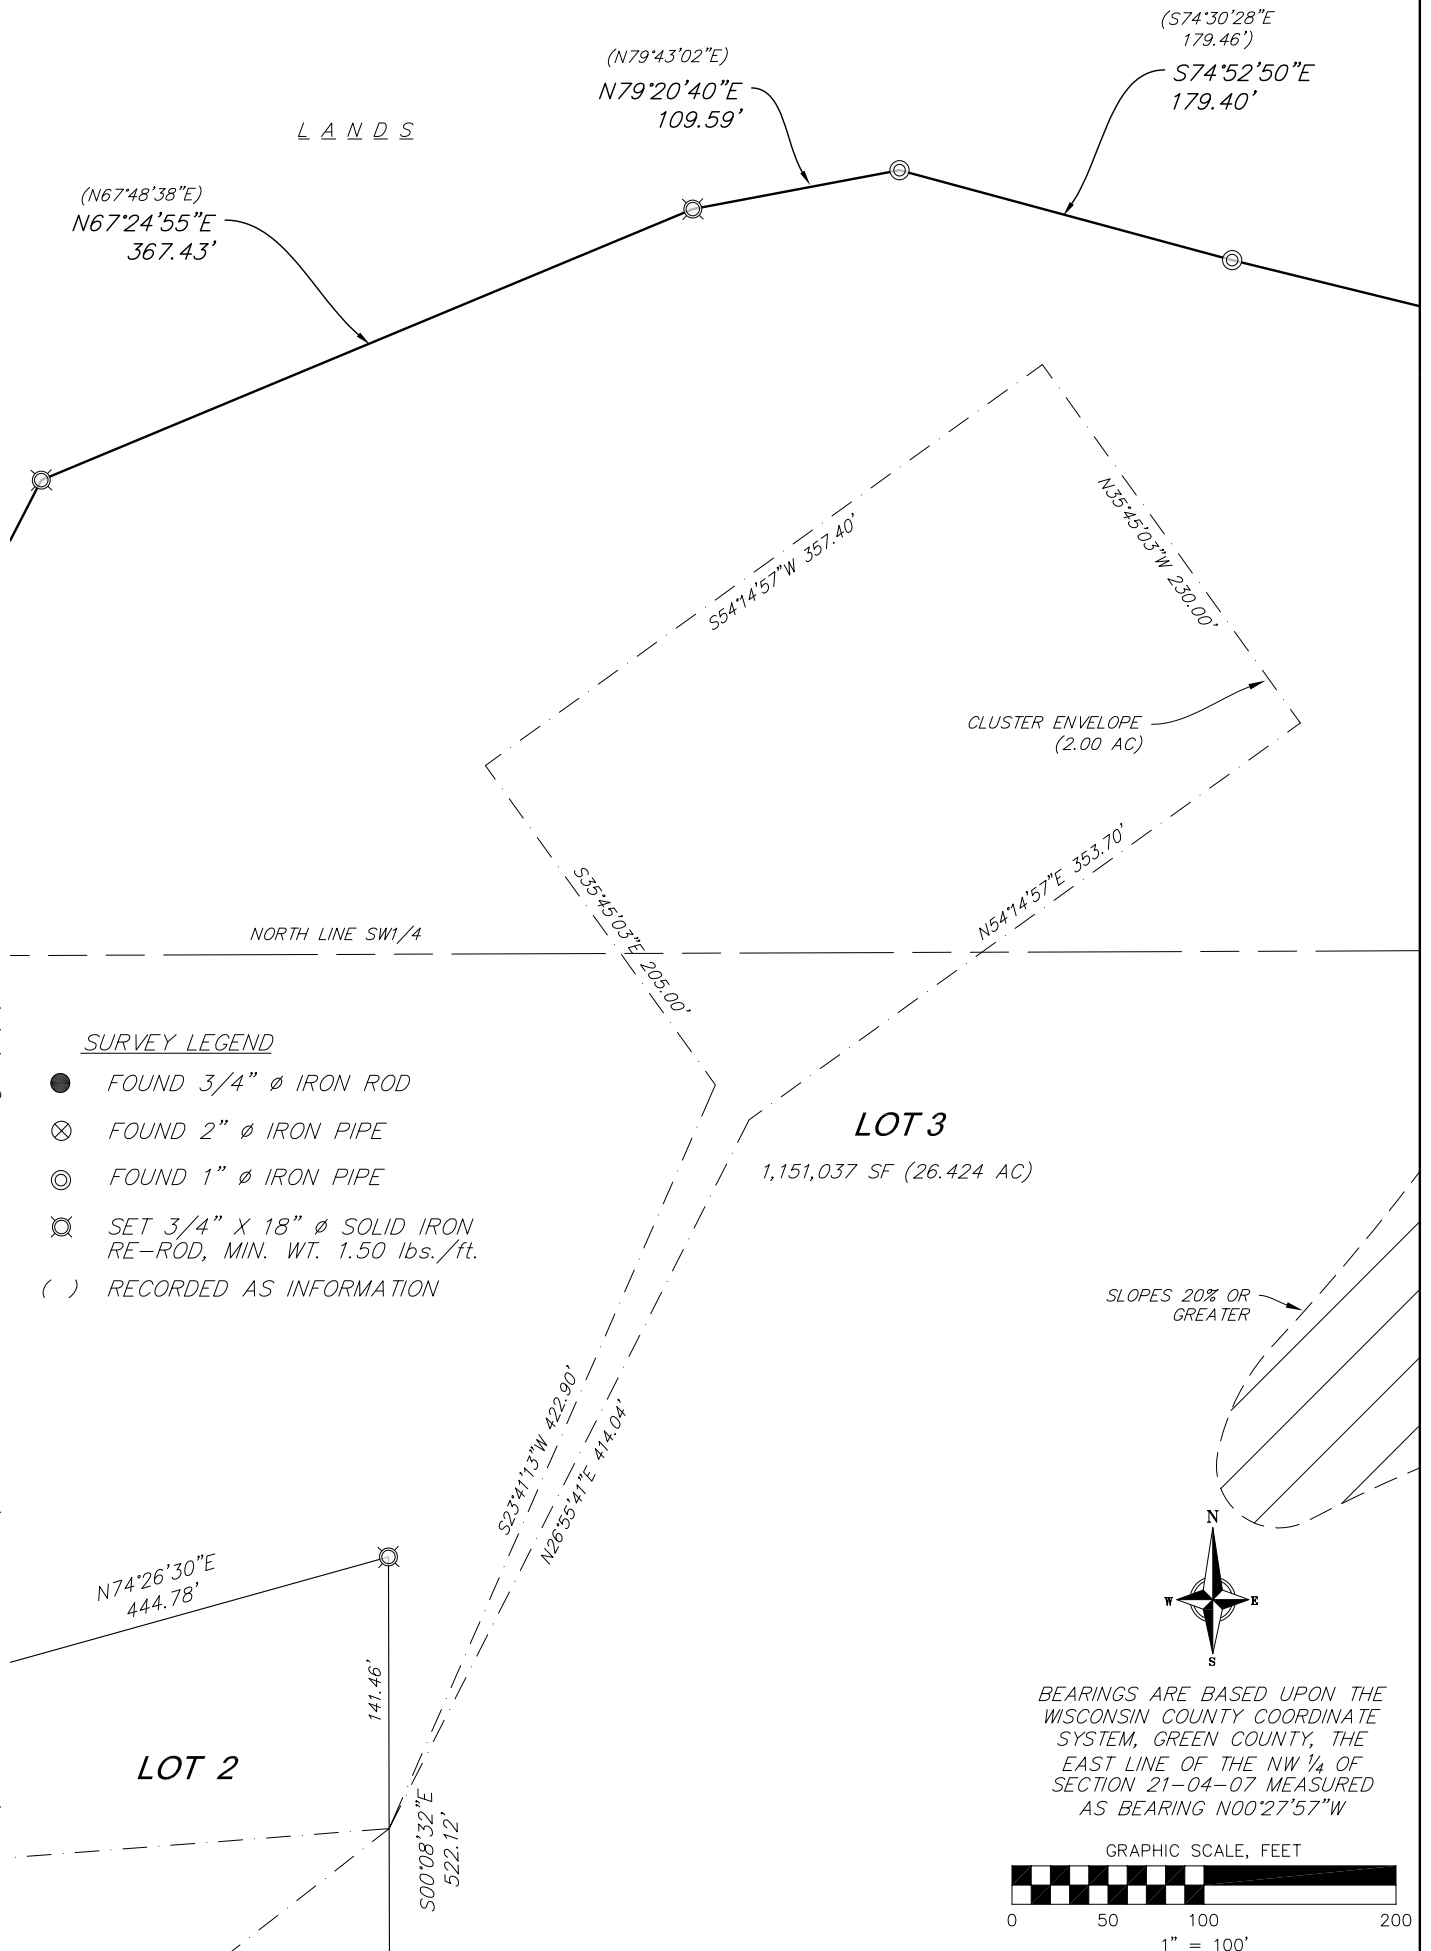 (S74°30'28"E
179.46')
S74°52'50"E
179.40'
(N79°43'02"E)
N79°20'40"E
109.59'
L A N D S
(N67°48'38"E)
N67°24'55"E
367.43'
N35°45'03"W 230.00'
S54°14'57"W 357.40'
CLUSTER ENVELOPE
(2.00 AC)
N54°14'57"E 353.70'
S35°45'03"E 205.00'
NORTH LINE SW1/4
SURVEY LEGEND
FOUND 3/4" ø IRON ROD
FOUND 2" ø IRON PIPE
FOUND 1" ø IRON PIPE
SET 3/4" X 18" ø SOLID IRON
RE-ROD, MIN. WT. 1.50 lbs./ft.
( ) RECORDED AS INFORMATION
LOT 3
1,151,037 SF (26.424 AC)
SLOPES 20% OR
GREATER
S23°41'13"W 422.90'
N26°55'41"E 414.04'
N74°26'30"E
444.78'
141.46'
LOT 2
S00°08'32"E
522.12'
N
W E
S
BEARINGS ARE BASED UPON THE
WISCONSIN COUNTY COORDINATE
SYSTEM, GREEN COUNTY, THE
EAST LINE OF THE NW ¼ OF
SECTION 21-04-07 MEASURED
AS BEARING N00°27'57"W
GRAPHIC SCALE, FEET
0 50 100 200
1" = 100'